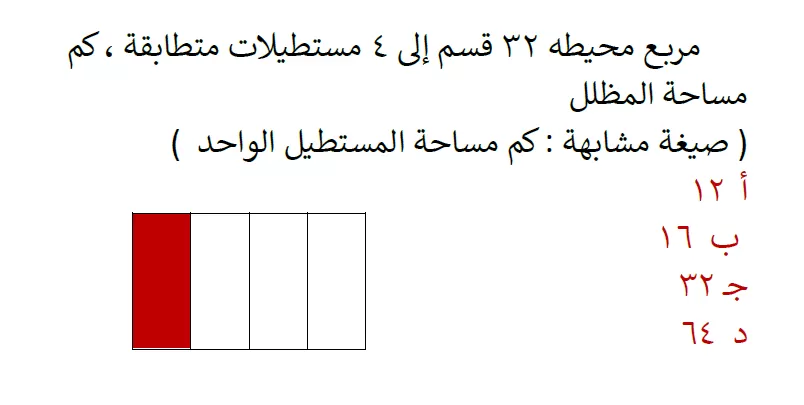 مربع محيطه ٣٢ قسم إلى ٤ مستطيلات متطابقة ، كم
مساحة المظلل
( صيغة مشابهة : كم مساحة المستطيل الواحد )
أ ١٢
ب ١٦
جـ ٣٢
د ٦٤